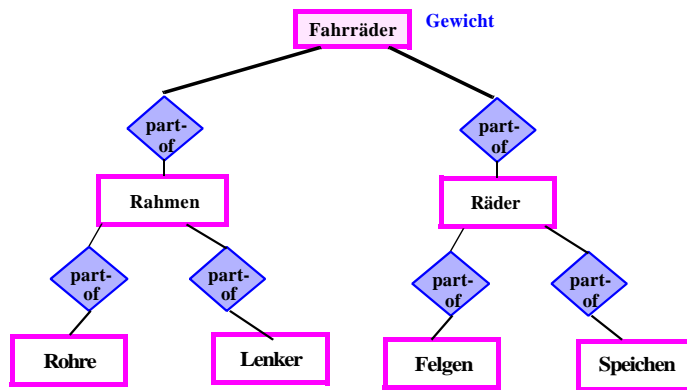 Fahrräder
Gewicht
part-
of
part-
of
Rahmen
Räder
part-
of
part-
of
part-
of
part-
of
Rohre
Lenker
Felgen
Speichen